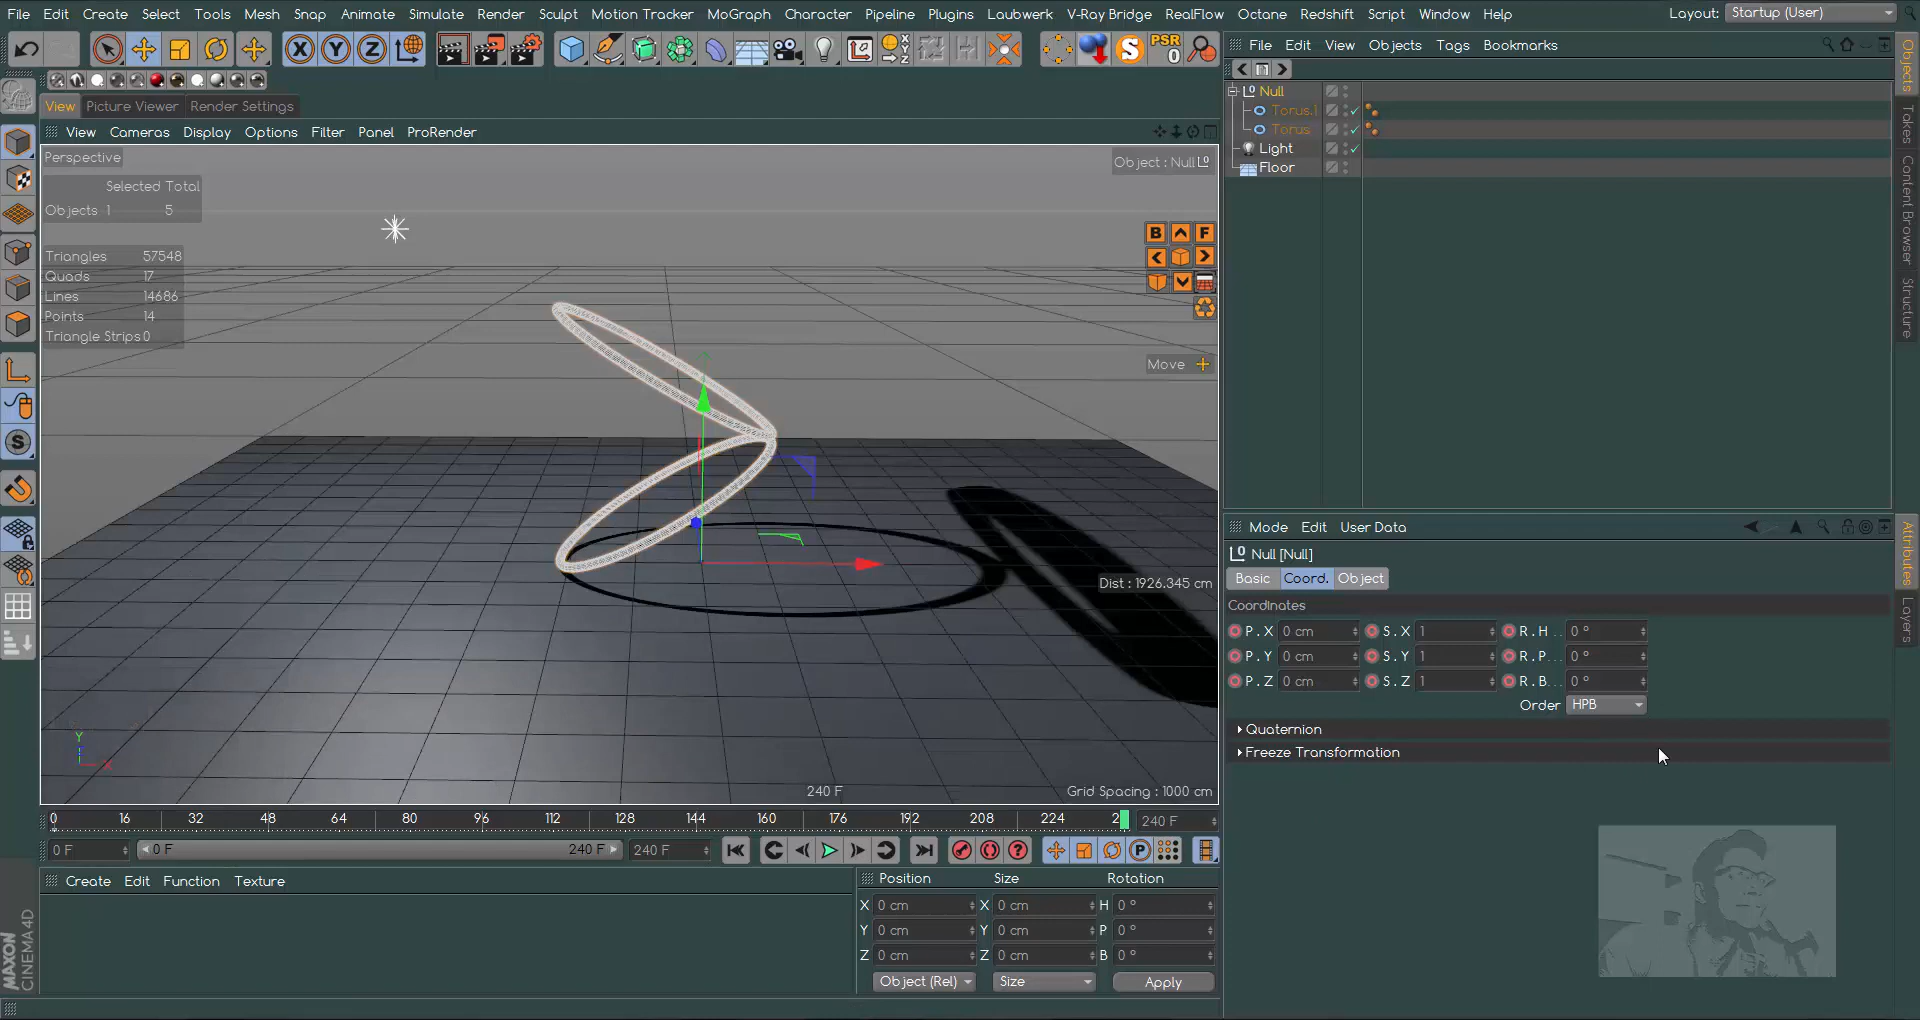 File Edit Create Select Tools Mesh Snap Animate Simulate Render Sculpt Motion Tracker MoGraph Character Pipeline Plugins Laubwerk V-Ray Bridge RealFlow Octane Redshift Script Window Help Layout: Startup (User)
X Y Z S PSR 0
File Edit View Objects Tags Bookmarks
View Picture Viewer Render Settings
View Cameras Display Options Filter Panel ProRender
Perspective
Object : Null
Selected Total
Objects 1 5
Triangles 57548
Quads 17
Lines 14686
Points 14
Triangle Strips 0
B F
Move
Dist : 1926.345 cm
Y
X
240 F
Grid Spacing : 1000 cm
Null
Torus.1
Torus
Light
Floor
Objects
Takes
Content Browser
Structure
Mode Edit User Data
Null [Null]
Basic Coord. Object
Coordinates
P . X 0 cm S . X 1 R . H . . 0 °
P . Y 0 cm S . Y 1 R . P . . . 0 °
P . Z 0 cm S . Z 1 R . B . . . 0 °
Order HPB
Quaternion
Freeze Transformation
Attributes
Layers
0 16 32 48 64 80 96 112 128 144 160 176 192 208 224 2 240 F
0 F 0 F 240 F 240 F
P
Create Edit Function Texture
Position Size Rotation
X 0 cm X 0 cm H 0 °
Y 0 cm Y 0 cm P 0 °
Z 0 cm Z 0 cm B 0 °
Object (Rel) Size Apply
MAXON
CINEMA 4D